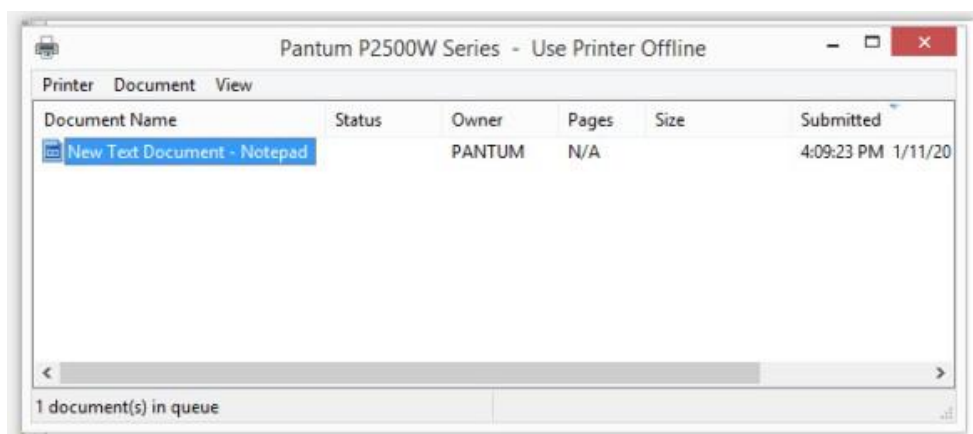 Pantum P2500W Series - Use Printer Offline
Printer Document View
Document Name Status Owner Pages Size Submitted
New Text Document - Notepad PANTUM N/A 4:09:23 PM 1/11/20
1 document(s) in queue